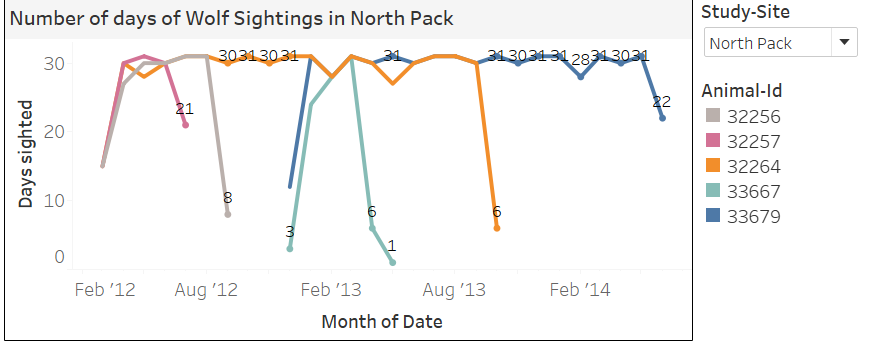 Number of days of Wolf Sightings in North Pack
Study-Site
North Pack
Animal-Id
32256
32257
32264
33667
33679
Days sighted
30
20
10
0
30 31 30 31 31 31 30 31 31 28 31 30 31
21
22
8
3
6
1
6
Feb '12
Aug '12
Feb '13
Aug '13
Feb '14
Month of Date